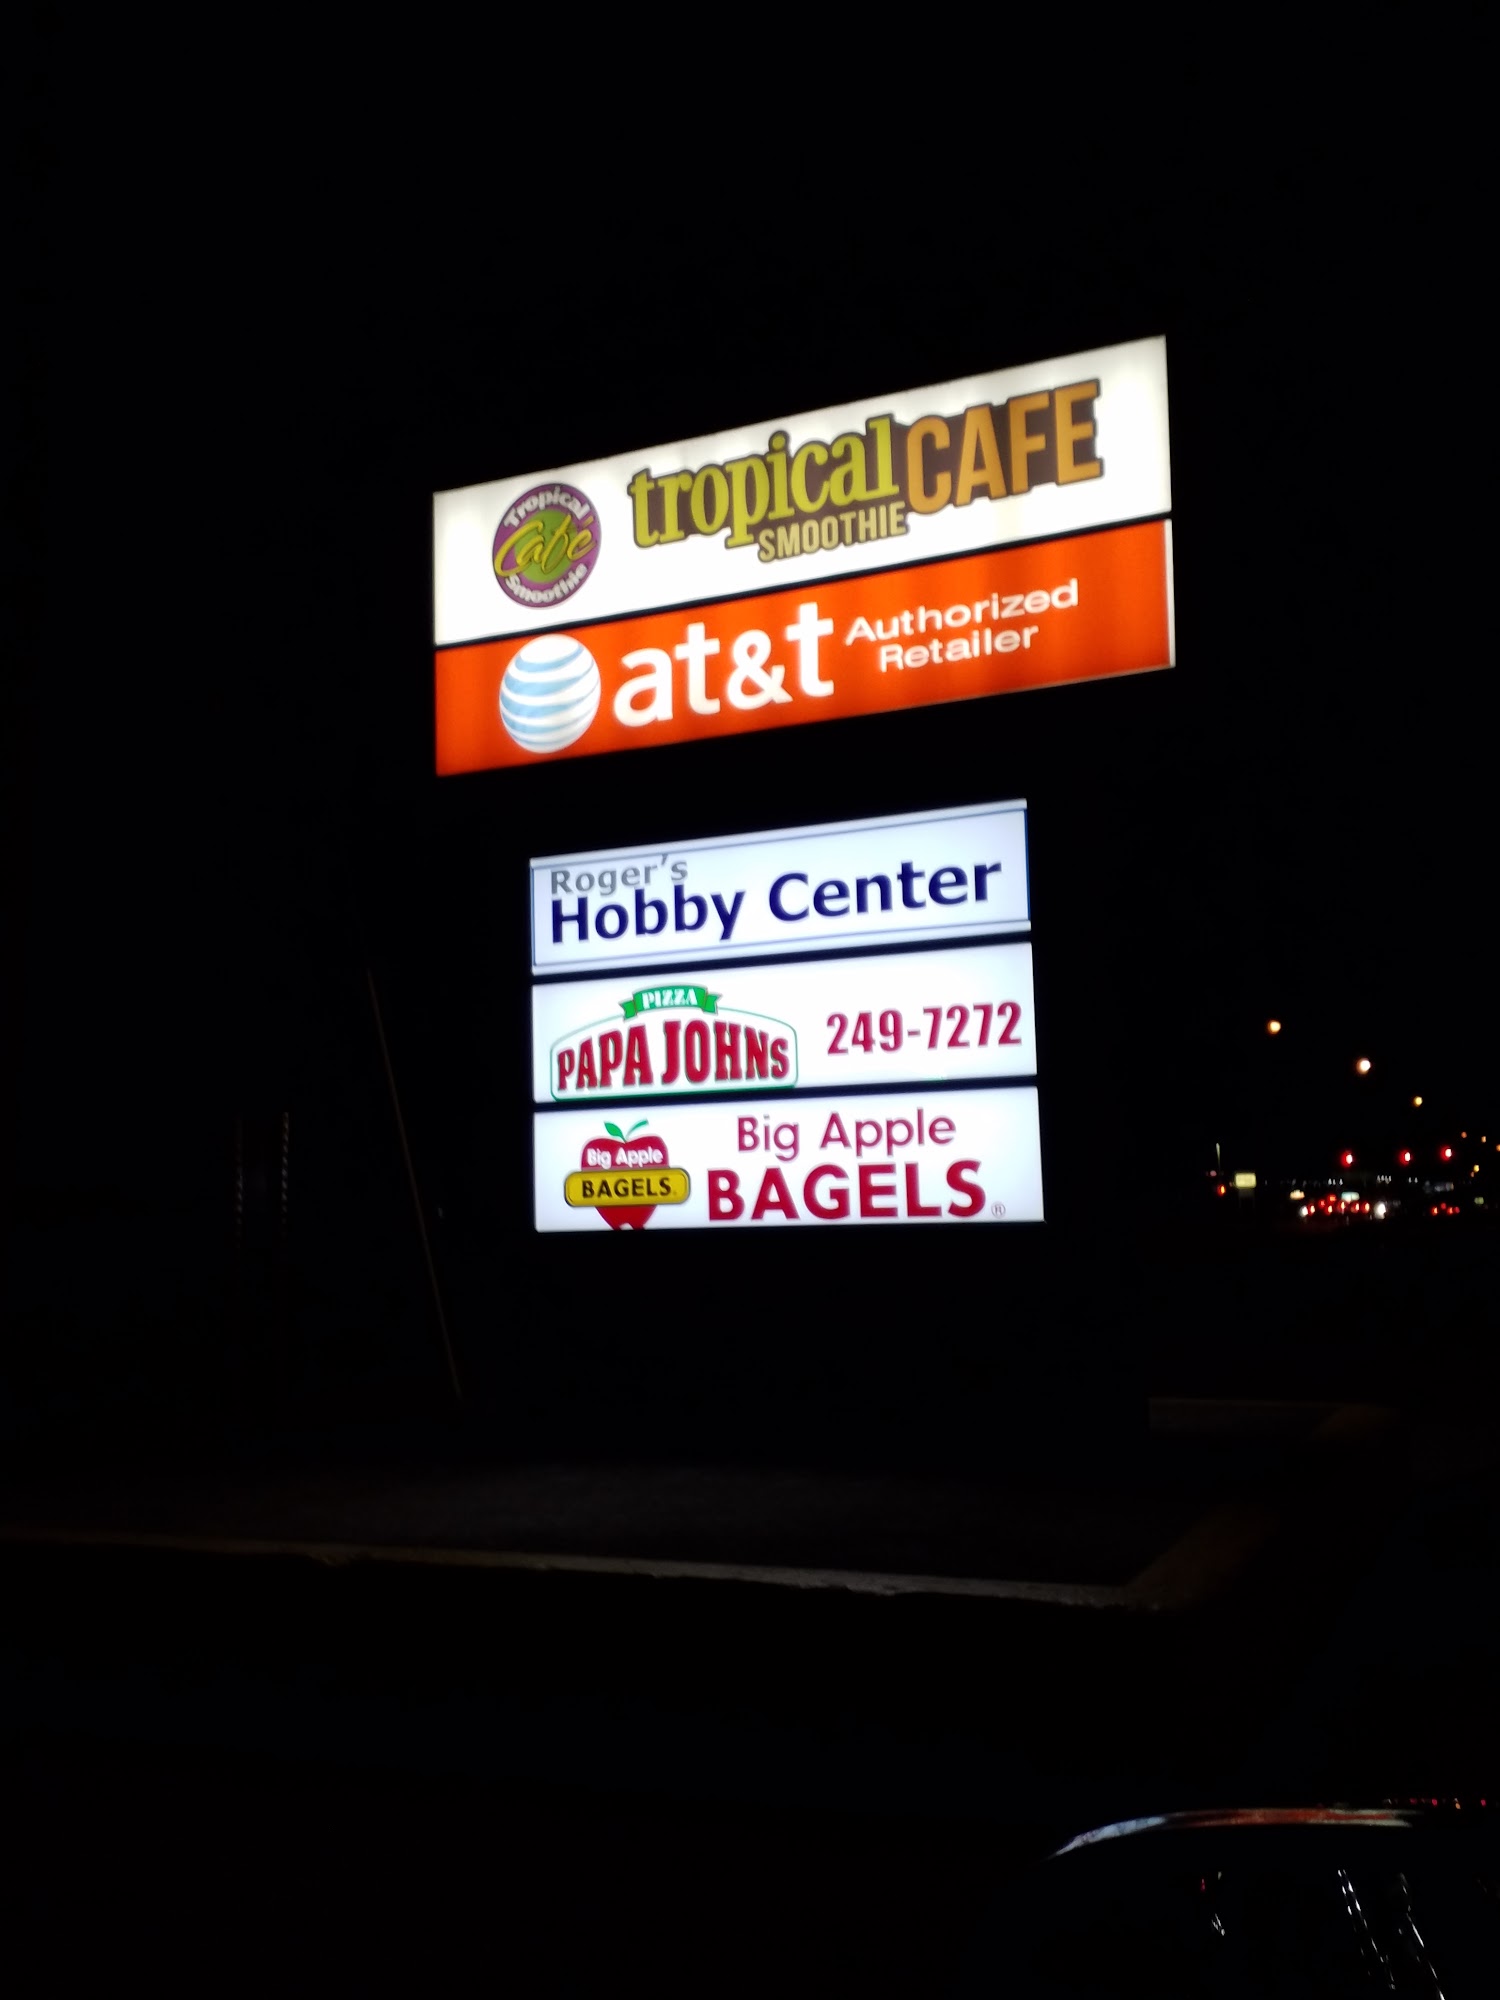 Tropical
Cafe
Smoothie
tropical CAFE
SMOOTHIE
at&t Authorized
Retailer
Roger's
Hobby Center
PIZZA
PAPA JOHNS 249-7272
Big Apple
BAGELS
Big Apple
BAGELS®